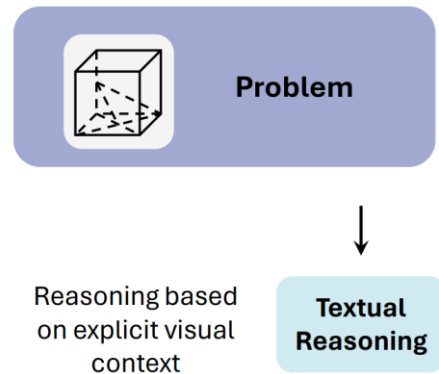 Problem
Reasoning based
on explicit visual
context
Textual
Reasoning